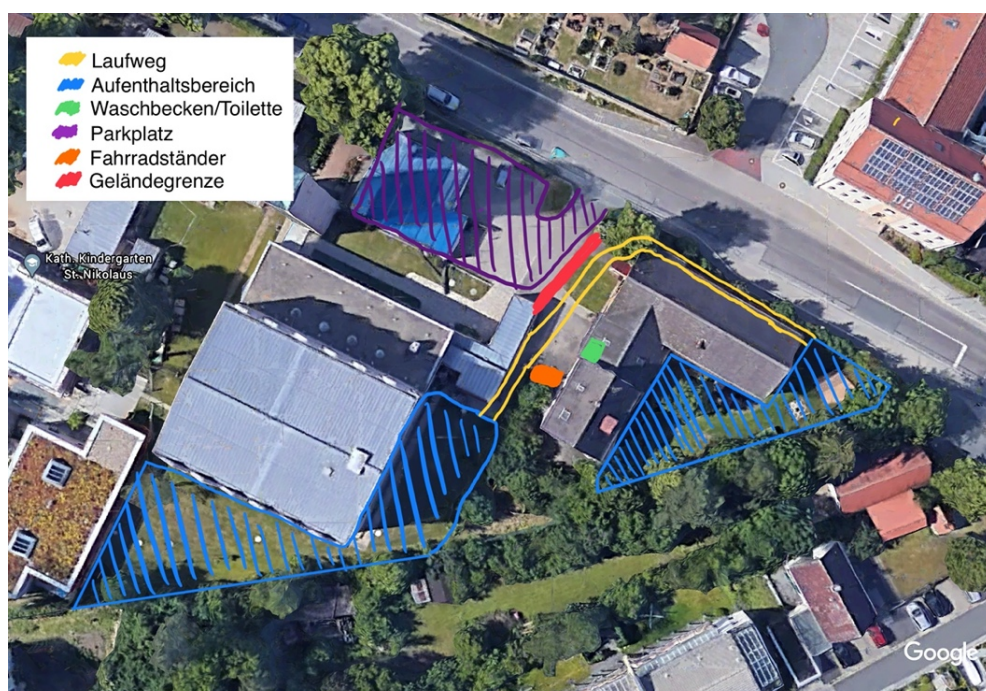 Laufweg
Aufenthaltsbereich
Waschbecken/Toilette
Parkplatz
Fahrradständer
Geländegrenze
Kath. Kindergarten
St. Nikolaus
Google